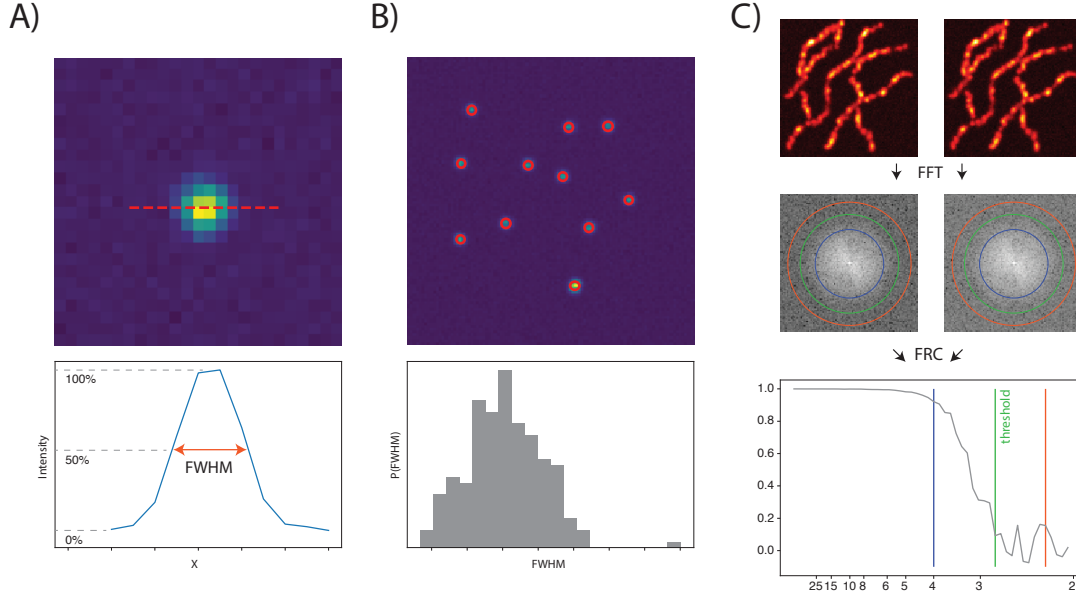 A)
B)
C)
FFT
FRC
100%
50%
0%
FWHM
Intensity
X
P(FWHM)
FWHM
1.0
0.8
0.6
0.4
0.2
0.0
threshold
25 15 10 8 6 5 4 3 2